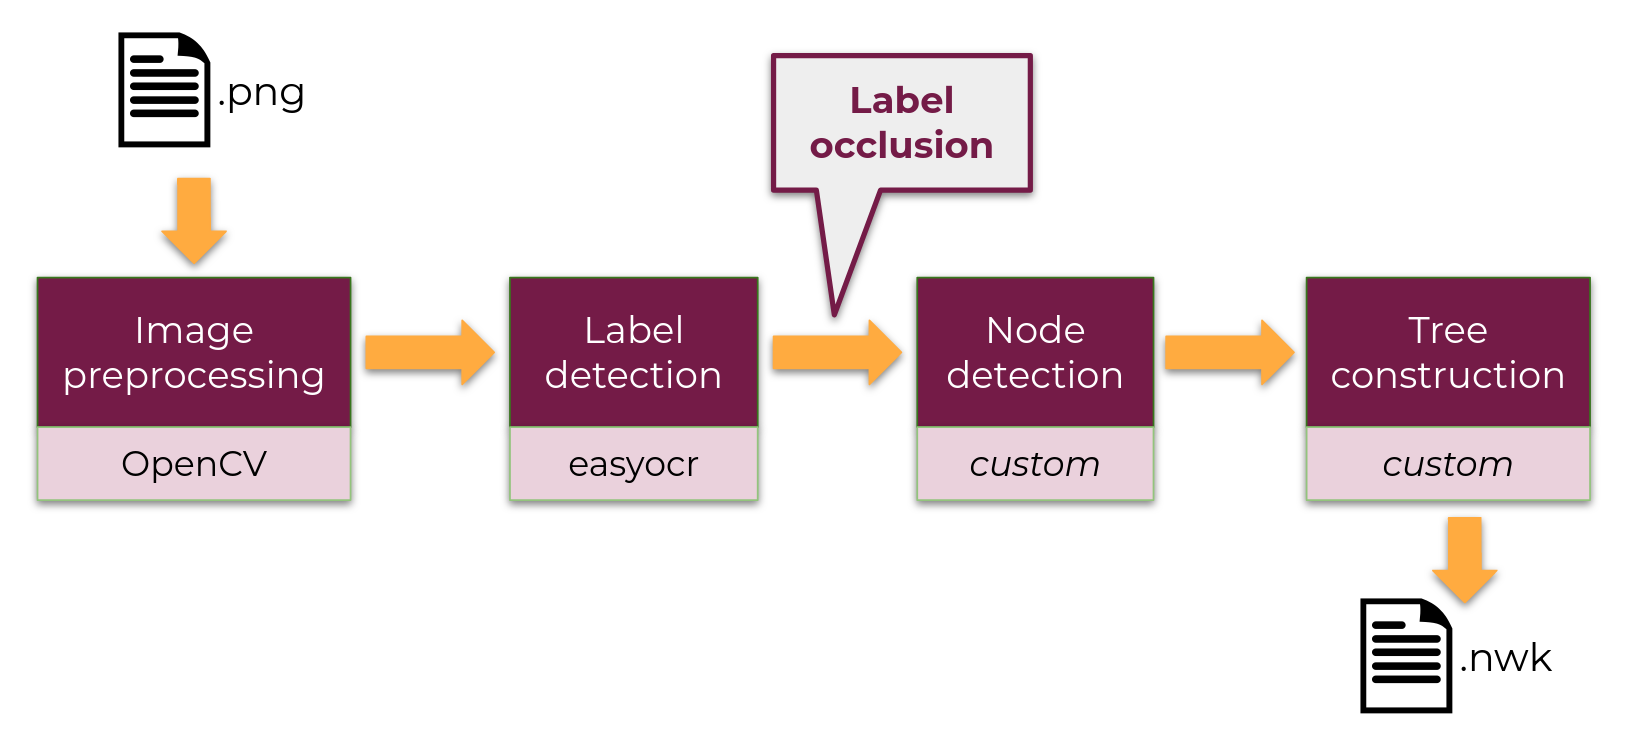 .png
Label
occlusion
Image
preprocessing
OpenCV
Label
detection
easyocr
Node
detection
custom
Tree
construction
custom
.nwk